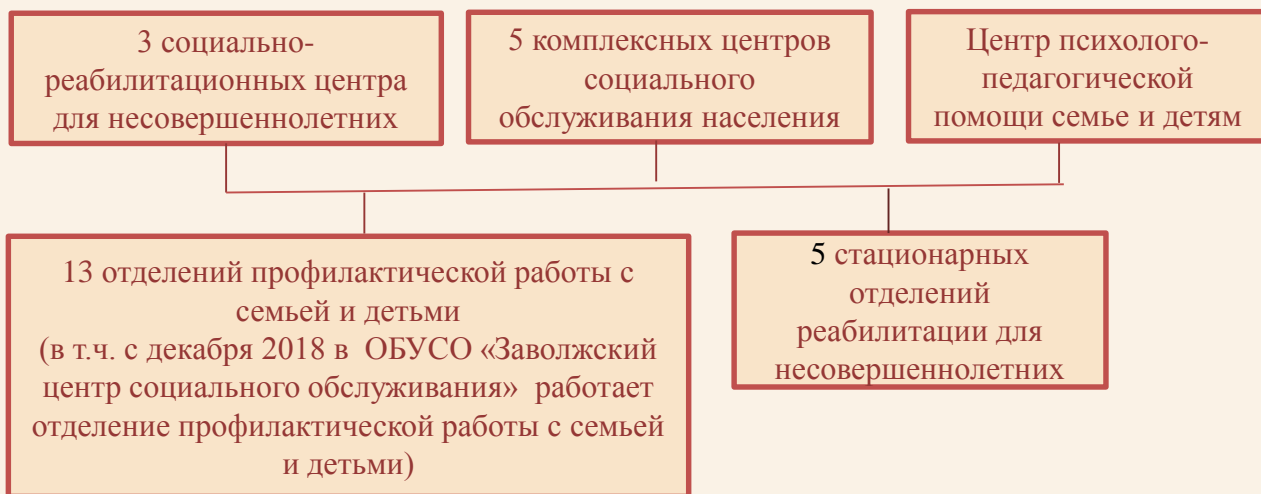 3 социально-
реабилитационных центра
для несовершеннолетних
5 комплексных центров
социального
обслуживания населения
Центр психолого-
педагогической
помощи семье и детям
13 отделений профилактической работы с
семьей и детьми
(в т.ч. с декабря 2018 в ОБУСО «Заволжский
центр социального обслуживания» работает
отделение профилактической работы с семьей
и детьми)
5 стационарных
отделений
реабилитации для
несовершеннолетних